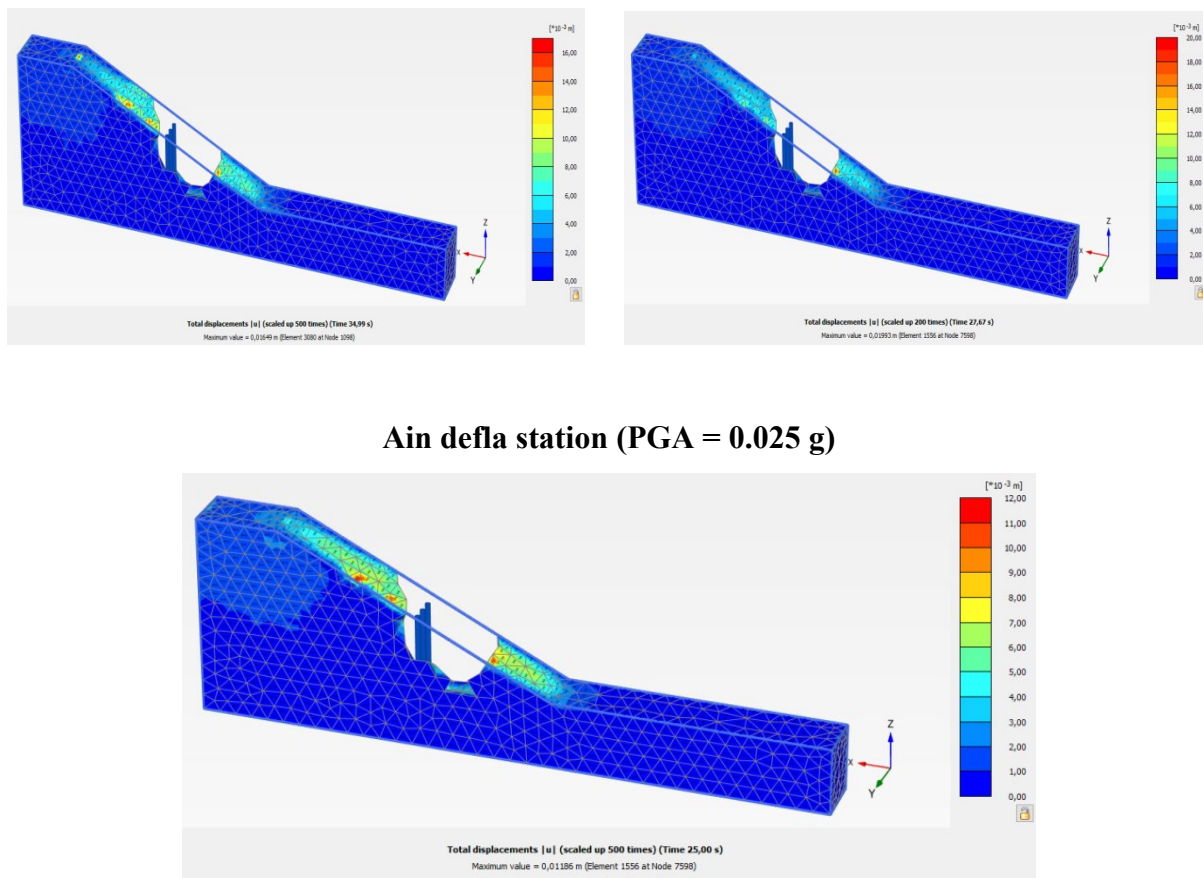 [*10 -3 m]
16,00
14,00
12,00
10,00
8,00
6,00
4,00
2,00
0,00
Z
X
Y
Total displacements |u| (scaled up 500 times) (Time 34,99 s)
Maximum value = 0,01649 m (Element 3080 at Node 1098)
[*10 -3 m]
20,00
18,00
16,00
14,00
12,00
10,00
8,00
6,00
4,00
2,00
0,00
Z
X
Y
Total displacements |u| (scaled up 200 times) (Time 27,67 s)
Maximum value = 0,01993 m (Element 1556 at Node 7598)
Ain defla station (PGA = 0.025 g)
[*10 -3 m]
12,00
11,00
10,00
9,00
8,00
7,00
6,00
5,00
4,00
3,00
2,00
1,00
0,00
Z
X
Y
Total displacements |u| (scaled up 500 times) (Time 25,00 s)
Maximum value = 0,01186 m (Element 1556 at Node 7598)